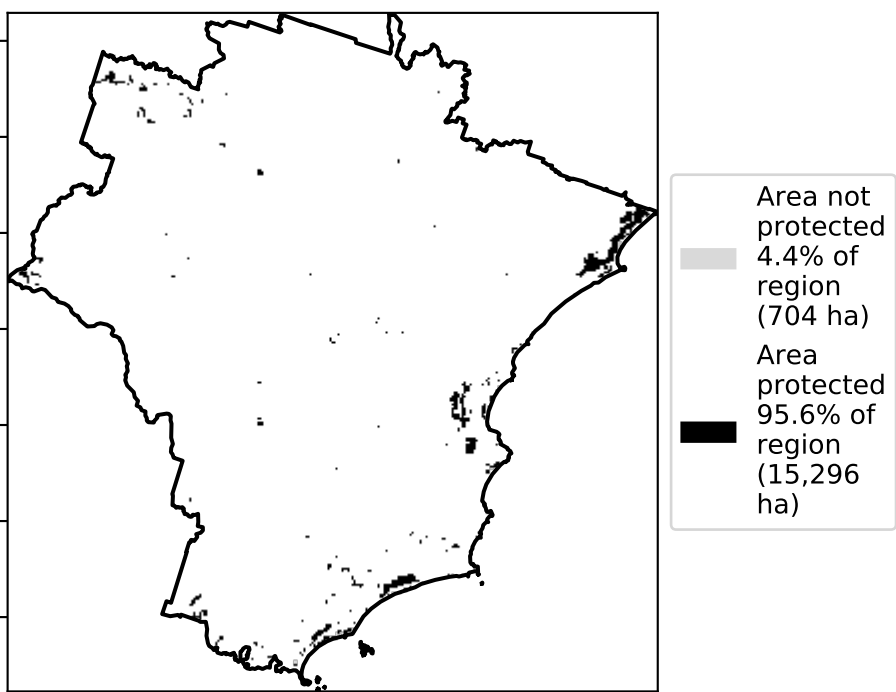 Area not
protected
4.4% of
region
(704 ha)
Area
protected
95.6% of
region
(15,296
ha)